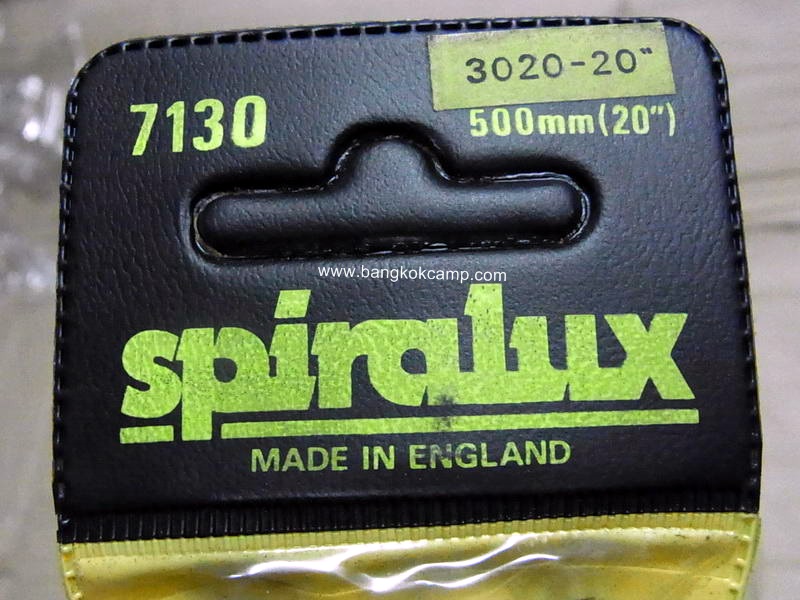 3020-20"
7130
500mm(20")
www.bangkokcamp.com
spiralux
MADE IN ENGLAND